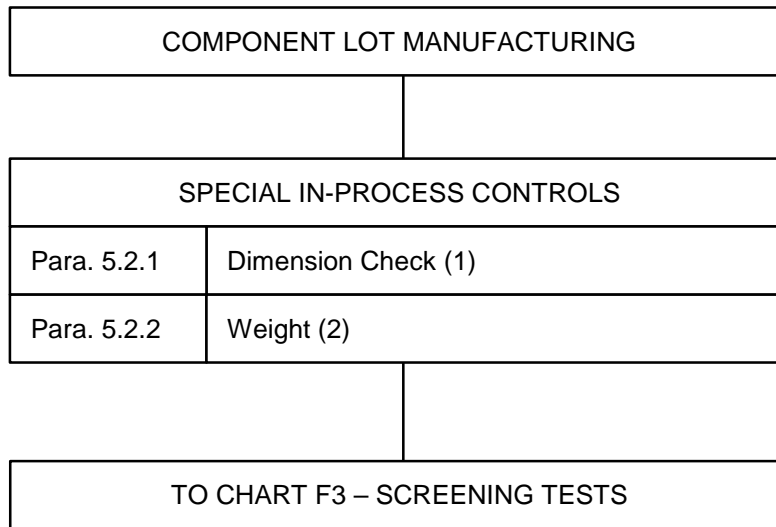 COMPONENT LOT MANUFACTURING
SPECIAL IN-PROCESS CONTROLS
Para. 5.2.1 Dimension Check (1)
Para. 5.2.2 Weight (2)
TO CHART F3 – SCREENING TESTS